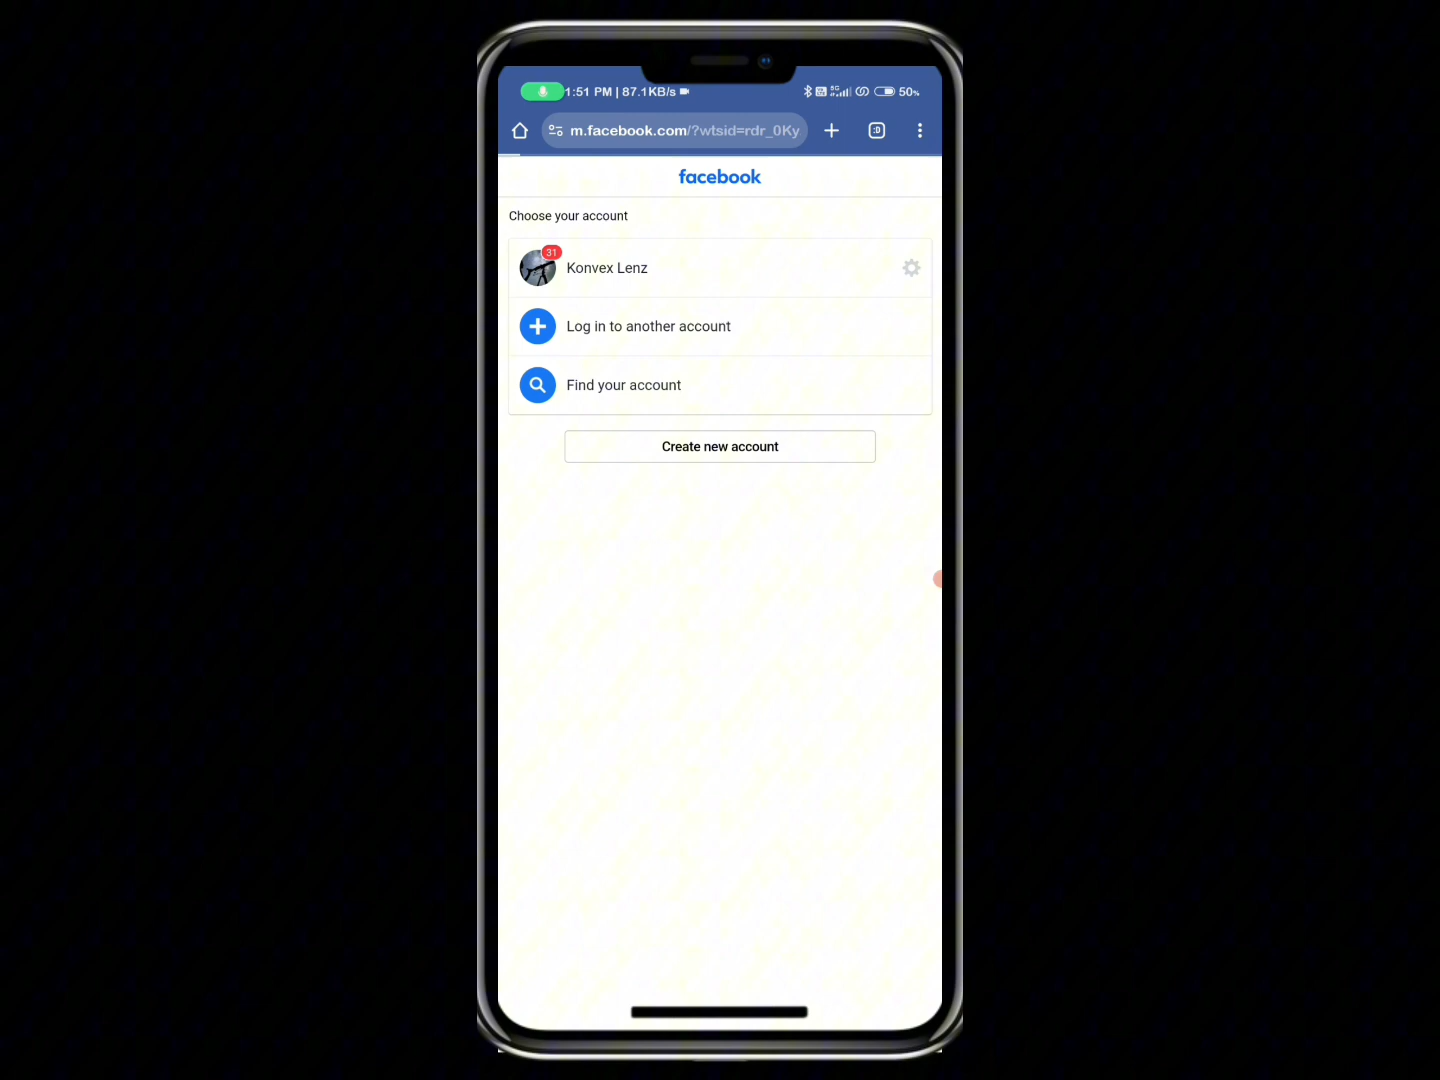 1:51 PM | 87.1KB/s 50%
m.facebook.com/?wtsid=rdr_0Ky
facebook
Choose your account
31
Konvex Lenz
Log in to another account
Find your account
Create new account